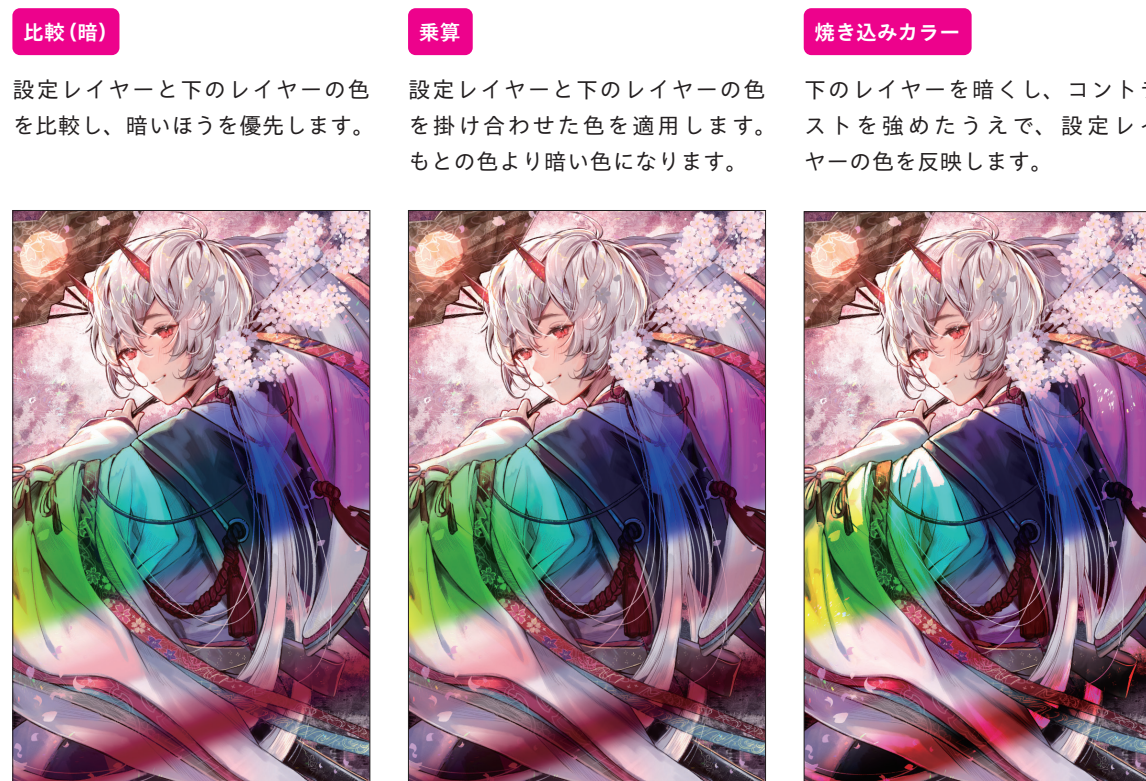 比較(暗)
設定レイヤーと下のレイヤーの色
を比較し、暗いほうを優先します。
乗算
設定レイヤーと下のレイヤーの色
を掛け合わせた色を適用します。
もとの色より暗い色になります。
焼き込みカラー
下のレイヤーを暗くし、コントラ
ストを強めたうえで、設定レイ
ヤーの色を反映します。